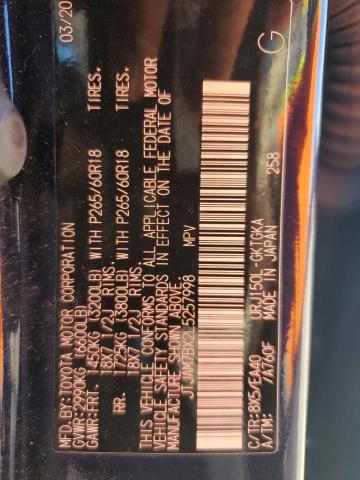 MFD.BY:TOYOTA MOTOR CORPORATION 03/20
GVWR:2990KG (6600LB)
GAWR:FRT. 1450KG (3200LB) WITH P265/60R18 TIRES.
18X7 1/2J RIMS.
RR. 1725KG (3800LB) WITH P265/60R18 TIRES.
18X7 1/2J RIMS.
THIS VEHICLE CONFORMS TO ALL APPLICABLE FEDERAL MOTOR
VEHICLE SAFETY STANDARDS IN EFFECT ON THE DATE OF
MANUFACTURE SHOWN ABOVE.
JTJAM7BX2L5257998 MPV
C/TR:8X5/EA40 URJ150L-GKTGKA G
A/TM: /A760F MADE IN JAPAN
258